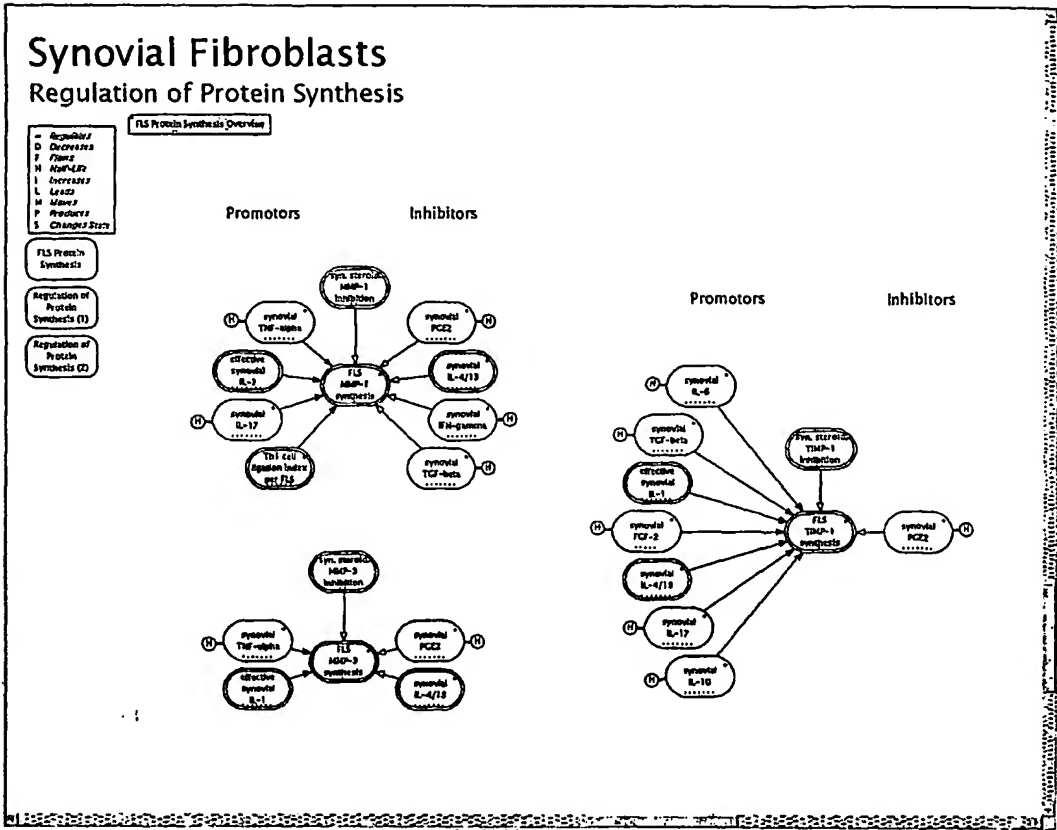 Synovial Fibroblasts
Regulation of Protein Synthesis
FLS Protein Synthesis Overview
= Regulates
D Decreases
F Flows
H Half-Life
I Increases
L Leads
M Moves
P Products
S Changes State
FLS Protein
Synthesis
Regulation of
Protein
Synthesis (1)
Regulation of
Protein
Synthesis (2)
Promotors
Inhibitors
Syn. steroid
MMP-1
Inhibition
H
synovial
TNF-alpha
synovial
PGE2
H
effective
synovial
FLS
MMP-1
synthesis
synovial
IL-4/13
H
synovial
IL-17
synovial
IFN-gamma
H
Th1 cell
ligation index
per FLS
synovial
TGF-beta
H
Syn. steroid
MMP-3
Inhibition
H
synovial
TNF-alpha
FLS
MMP-3
synthesis
synovial
PGE2
H
effective
synovial
IL-1
synovial
IL-4/13
Promotors
Inhibitors
H
synovial
IL-6
H
synovial
TGF-beta
Syn. steroid
TIMP-1
Inhibition
effective
synovial
IL-1
H
synovial
FGF-2
FLS
TIMP-1
synthesis
synovial
PGE2
H
synovial
IL-4/13
H
synovial
IL-17
H
synovial
IL-10